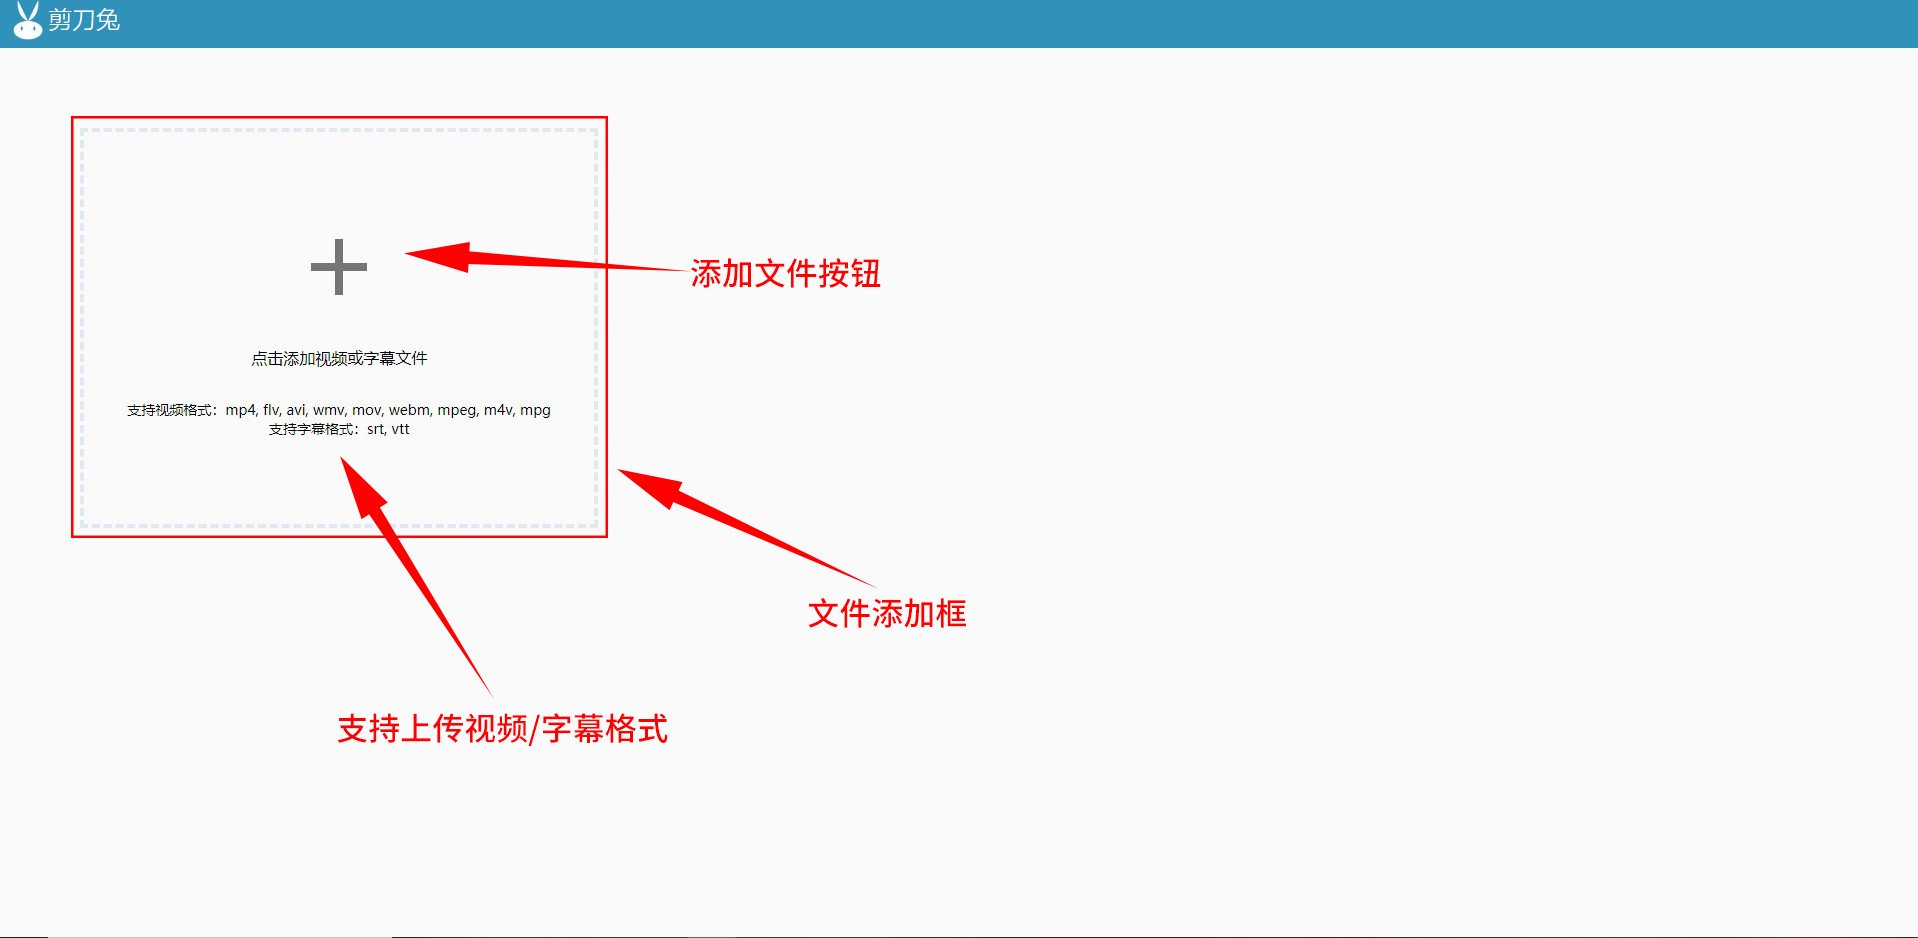 剪刀兔
添加文件按钮
点击添加视频或字幕文件
支持视频格式：mp4, flv, avi, wmv, mov, webm, mpeg, m4v, mpg
支持字幕格式：srt, vtt
文件添加框
支持上传视频/字幕格式